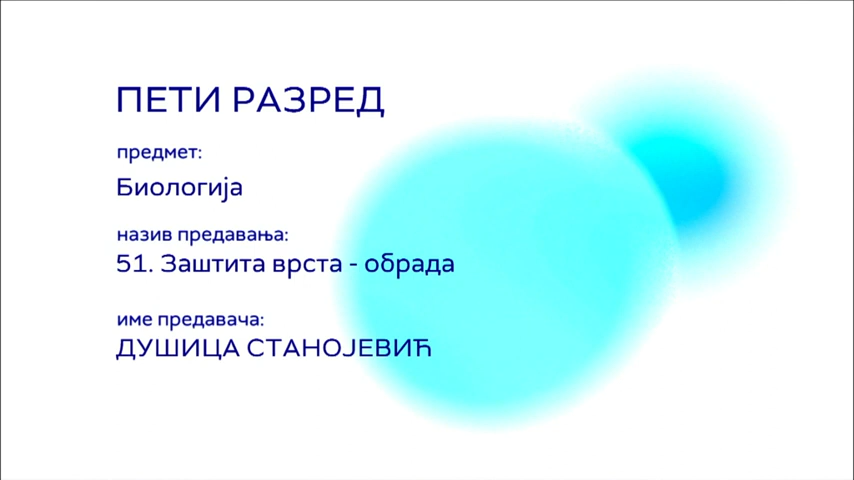 ПЕТИ РАЗРЕД
предмет:
Биологија
назив предавања:
51. Заштита врста - обрада
име предавача:
ДУШИЦА СТАНОЈЕВИЋ